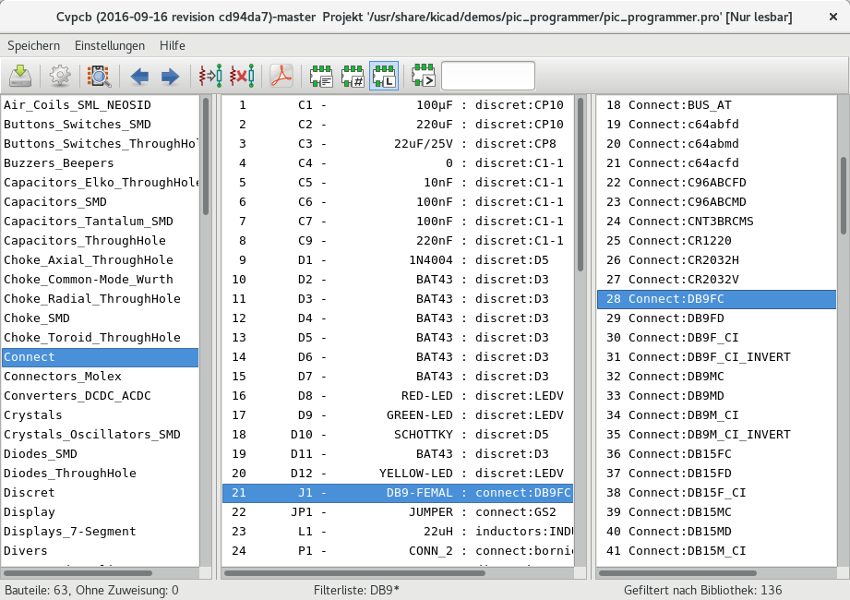 Cvpcb (2016-09-16 revision cd94da7)-master Projekt '/usr/share/kicad/demos/pic_programmer/pic_programmer.pro' [Nur lesbar]
Speichern Einstellungen Hilfe
Air_Coils_SML_NEOSID
Buttons_Switches_SMD
Buttons_Switches_ThroughHol
Buzzers_Beepers
Capacitors_Elko_ThroughHole
Capacitors_SMD
Capacitors_Tantalum_SMD
Capacitors_ThroughHole
Choke_Axial_ThroughHole
Choke_Common-Mode_Wurth
Choke_Radial_ThroughHole
Choke_SMD
Choke_Toroid_ThroughHole
Connect
Connectors_Molex
Converters_DCDC_ACDC
Crystals
Crystals_Oscillators_SMD
Diodes_SMD
Diodes_ThroughHole
Discret
Display
Displays_7-Segment
Divers
1 C1 - 100µF : discret:CP10
2 C2 - 220uF : discret:CP10
3 C3 - 22uF/25V : discret:CP8
4 C4 - 0 : discret:C1-1
5 C5 - 10nF : discret:C1-1
6 C6 - 100nF : discret:C1-1
7 C7 - 100nF : discret:C1-1
8 C9 - 220nF : discret:C1-1
9 D1 - 1N4004 : discret:D5
10 D2 - BAT43 : discret:D3
11 D3 - BAT43 : discret:D3
12 D4 - BAT43 : discret:D3
13 D5 - BAT43 : discret:D3
14 D6 - BAT43 : discret:D3
15 D7 - BAT43 : discret:D3
16 D8 - RED-LED : discret:LEDV
17 D9 - GREEN-LED : discret:LEDV
18 D10 - SCHOTTKY : discret:D5
19 D11 - BAT43 : discret:D3
20 D12 - YELLOW-LED : discret:LEDV
21 J1 - DB9-FEMAL : connect:DB9FC
22 JP1 - JUMPER : connect:GS2
23 L1 - 22uH : inductors:INDU
24 P1 - CONN_2 : connect:bornie
18 Connect:BUS_AT
19 Connect:c64abfd
20 Connect:c64abmd
21 Connect:c64acfd
22 Connect:C96ABCFD
23 Connect:C96ABCMD
24 Connect:CNT3BRCMS
25 Connect:CR1220
26 Connect:CR2032H
27 Connect:CR2032V
28 Connect:DB9FC
29 Connect:DB9FD
30 Connect:DB9F_CI
31 Connect:DB9F_CI_INVERT
32 Connect:DB9MC
33 Connect:DB9MD
34 Connect:DB9M_CI
35 Connect:DB9M_CI_INVERT
36 Connect:DB15FC
37 Connect:DB15FD
38 Connect:DB15F_CI
39 Connect:DB15MC
40 Connect:DB15MD
41 Connect:DB15M_CI
Bauteile: 63, Ohne Zuweisung: 0 Filterliste: DB9* Gefiltert nach Bibliothek: 136